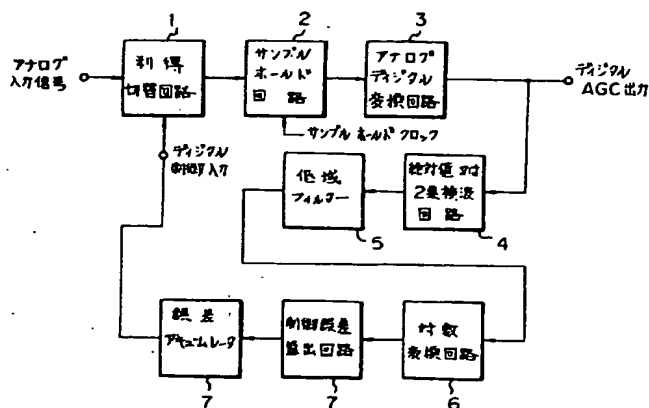 1
2
3
アナログ
入力信号
利得
切替回路
サンプル
ホールド
回路
アナログ
ディジタル
変換回路
ディジタル
AGC出力
サンプルホールドクロック
ディジタル
制御入力
低域
フィルター
5
絶対値
2乗検波
回路
4
誤差
アキュームレータ
7
制御誤差
算出回路
7
対数
変換回路
6